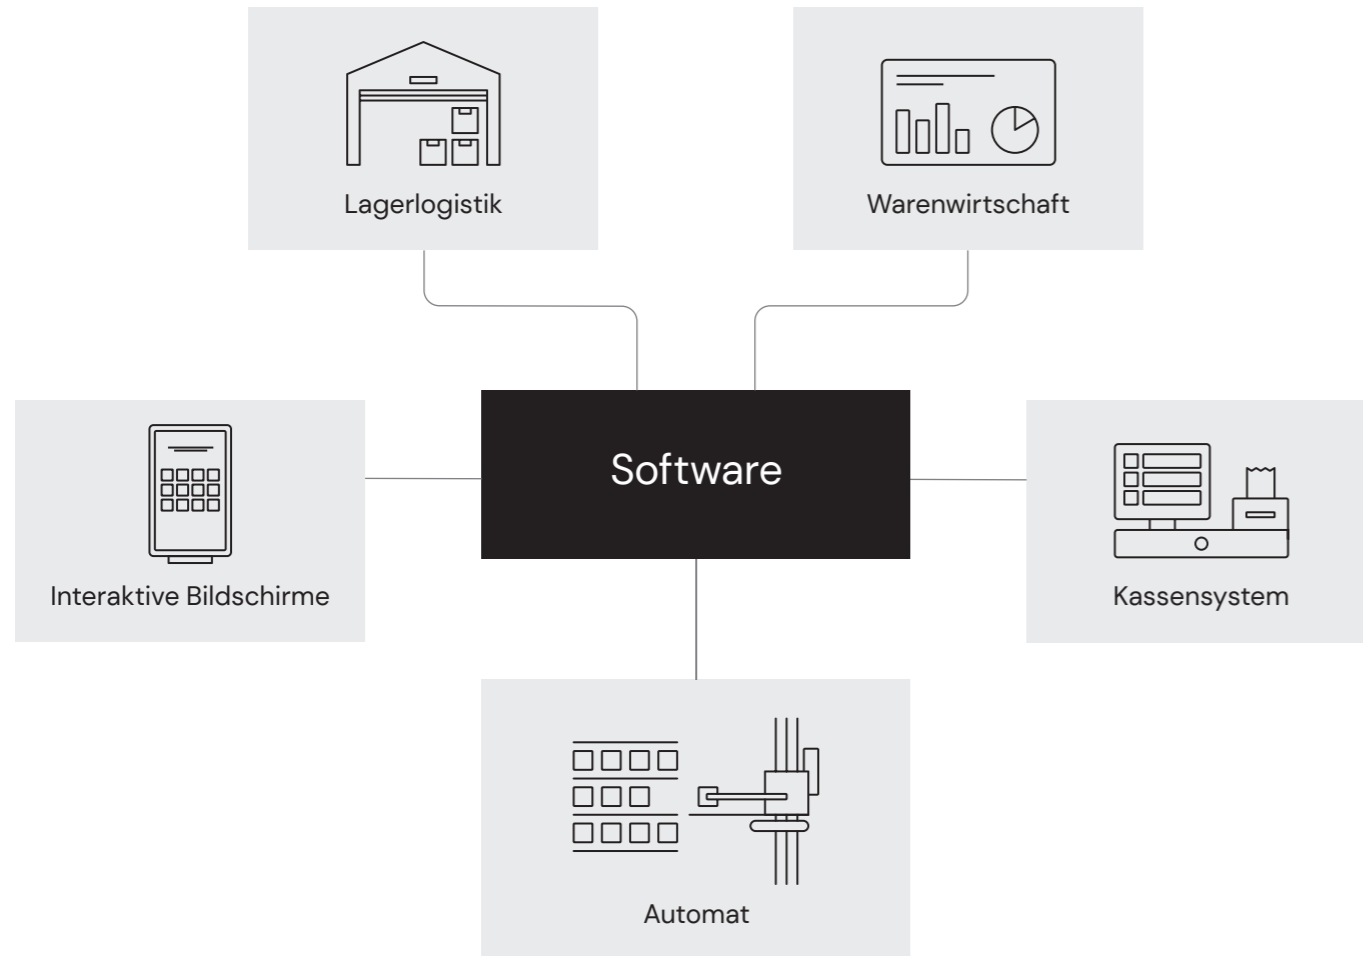 Lagerlogistik
Warenwirtschaft
Software
Interaktive Bildschirme
Kassensystem
Automat